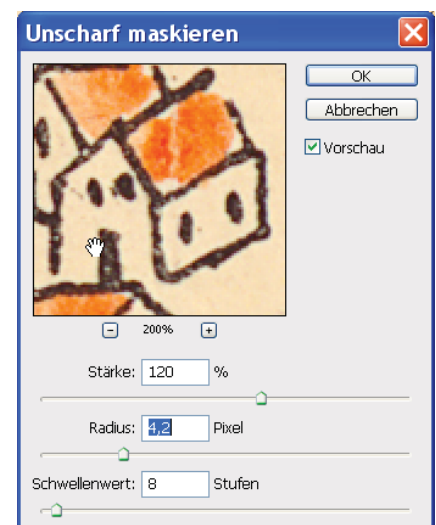 Unscharf maskieren
OK
Abbrechen
Vorschau
200%
Stärke: 120 %
Radius: 4,2 Pixel
Schwellenwert: 8 Stufen